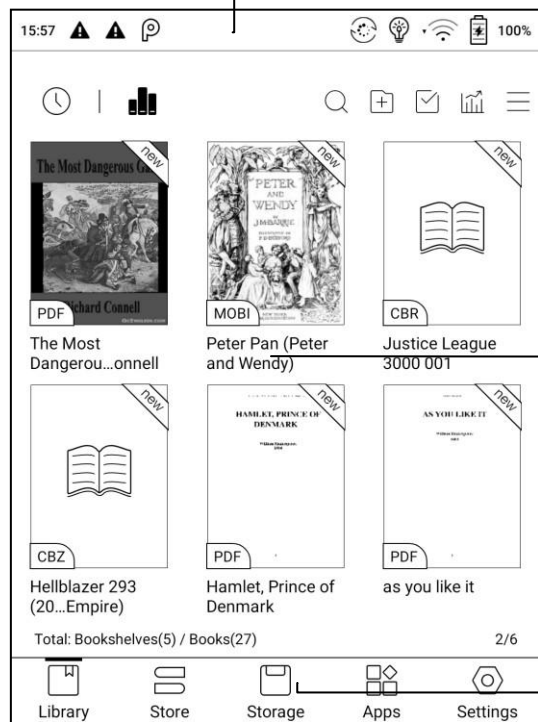 15:57 100%
new new new
The Most Dangerous Ga
Richard Connell
PDF
PETER
AND
WENDY
MOBI
CBR
The Most
Dangerou...onnell
Peter Pan (Peter
and Wendy)
Justice League
3000 001
new new new
HAMLET, PRINCE OF
DENMARK
AS YOU LIKE IT
CBZ
PDF
PDF
Hellblazer 293
(20...Empire)
Hamlet, Prince of
Denmark
as you like it
Total: Bookshelves(5) / Books(27) 2/6
Library Store Storage Apps Settings